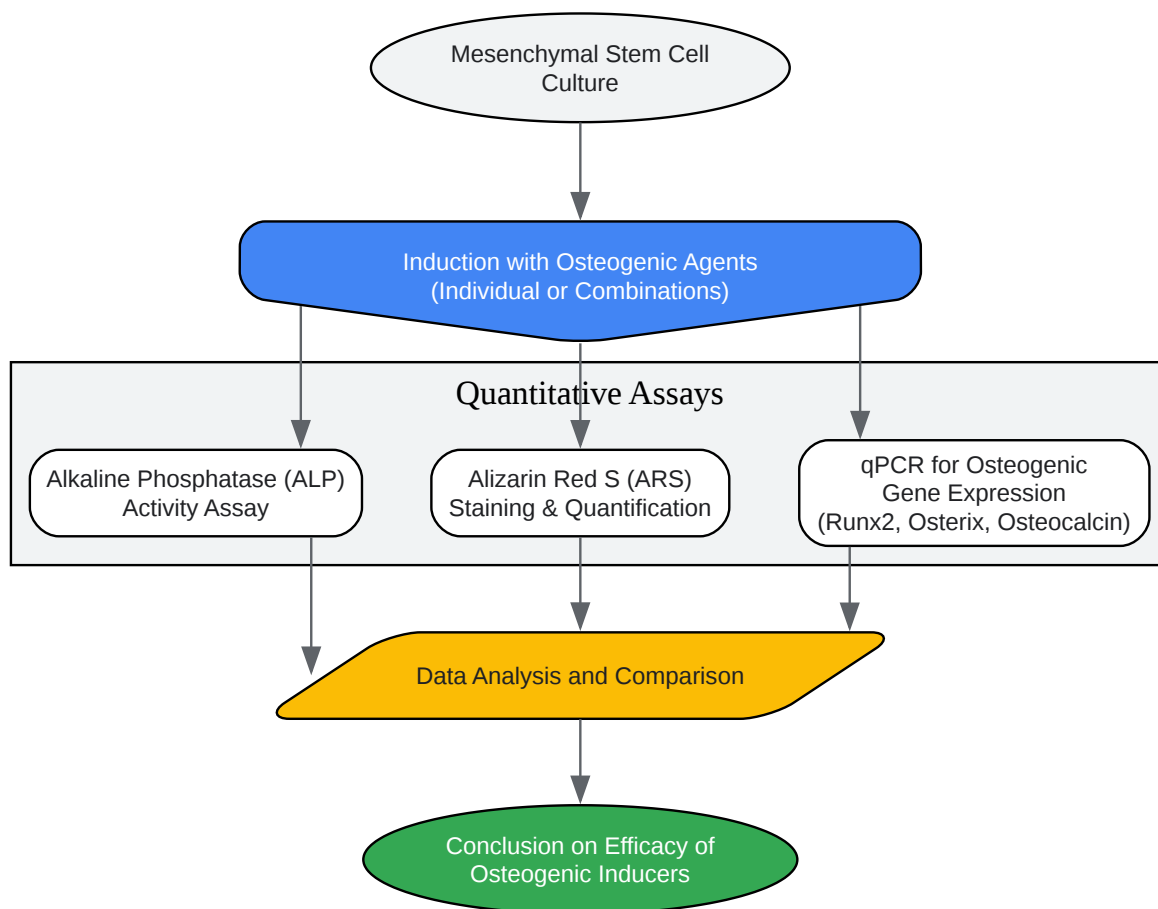 Mesenchymal Stem Cell
Culture
Induction with Osteogenic Agents
(Individual or Combinations)
Quantitative Assays
Alkaline Phosphatase (ALP)
Activity Assay
Alizarin Red S (ARS)
Staining & Quantification
qPCR for Osteogenic
Gene Expression
(Runx2, Osterix, Osteocalcin)
Data Analysis and Comparison
Conclusion on Efficacy of
Osteogenic Inducers